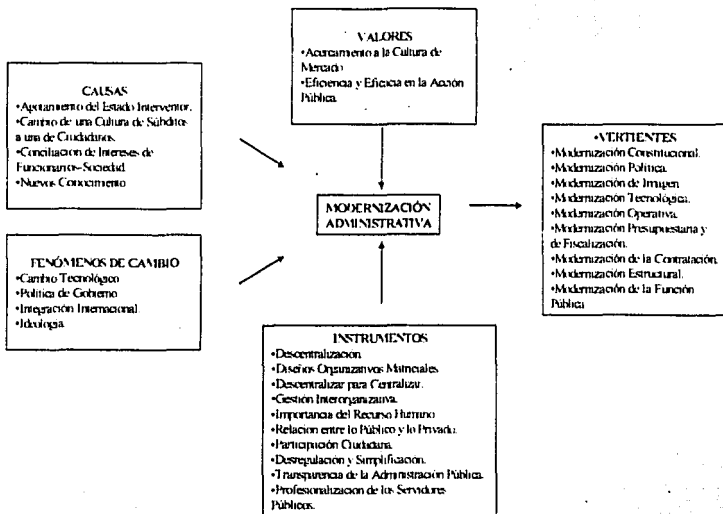 VALORES
•Acercamiento a la Cultura de
Mercado
•Eficiencia y Eficacia en la Acción
Pública.
CAUSAS
•Agotamiento del Estado Interventor.
•Cambio de una Cultura de Súbditos
a una de Ciudadanos.
•Conciliación de Intereses de
Funcionarios-Sociedad
•Nuevos Conocimiento
FENÓMENOS DE CAMBIO
•Cambio Tecnológico
•Política de Gobierno
•Integración Internacional
•Ideología.
MODERNIZACIÓN
ADMINISTRATIVA
•VERTIENTES
•Modernización Constitucional.
•Modernización Política.
•Modernización de Imagen
•Modernización Tecnológica.
•Modernización Operativa.
•Modernización Presupuestaria y
de Fiscalización.
•Modernización de la Contratación.
•Modernización Estructural.
•Modernización de la Función
Pública
INSTRUMENTOS
•Descentralización.
•Diseños Organizativos Matriciales.
•Descentralizar para Centralizar.
•Gestión Interorganizativa.
•Importancia del Recurso Humano
•Relacion entre lo Público y lo Privado.
•Participación Ciudadana.
•Desregulación y Simplificación.
•Transparencia de la Administración Pública.
•Profesionalizacion de los Servidores
Públicos.